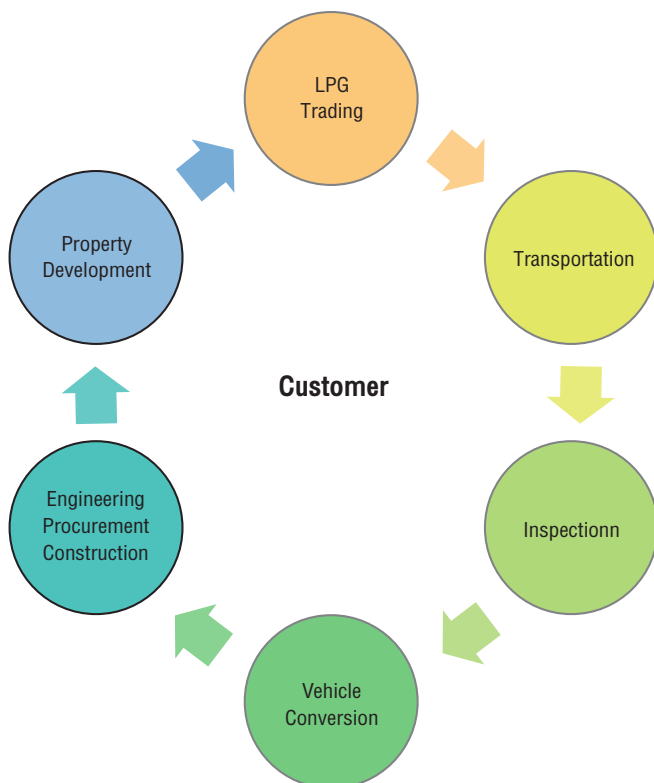 LPG
Trading
Transportation
Inspectionn
Vehicle
Conversion
Engineering
Procurement
Construction
Property
Development
Customer